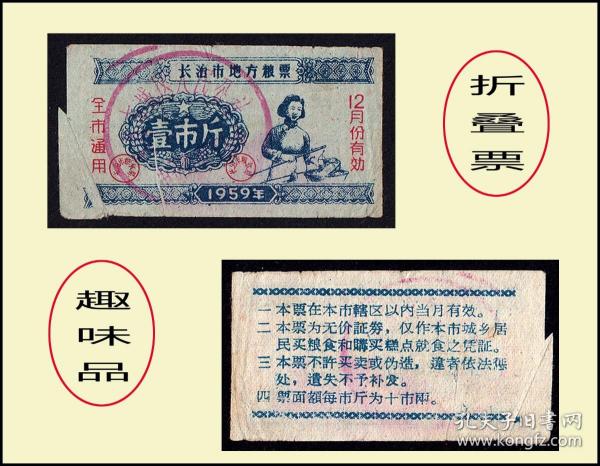 长治市地方粮票
全市通用
壹市斤
12月份有効
1959年
折叠票
趣味品
一 本票在本市辖区以内当月有效。
二 本票为无价証券，仅作本市城乡居
民买粮食和購买糕点就食之凭証。
三 本票不許买卖或伪造，違者依法惩
处，遺失不予补发。
四 票面額每市斤为十市兩。
孔夫子旧书网
www.kongfz.com